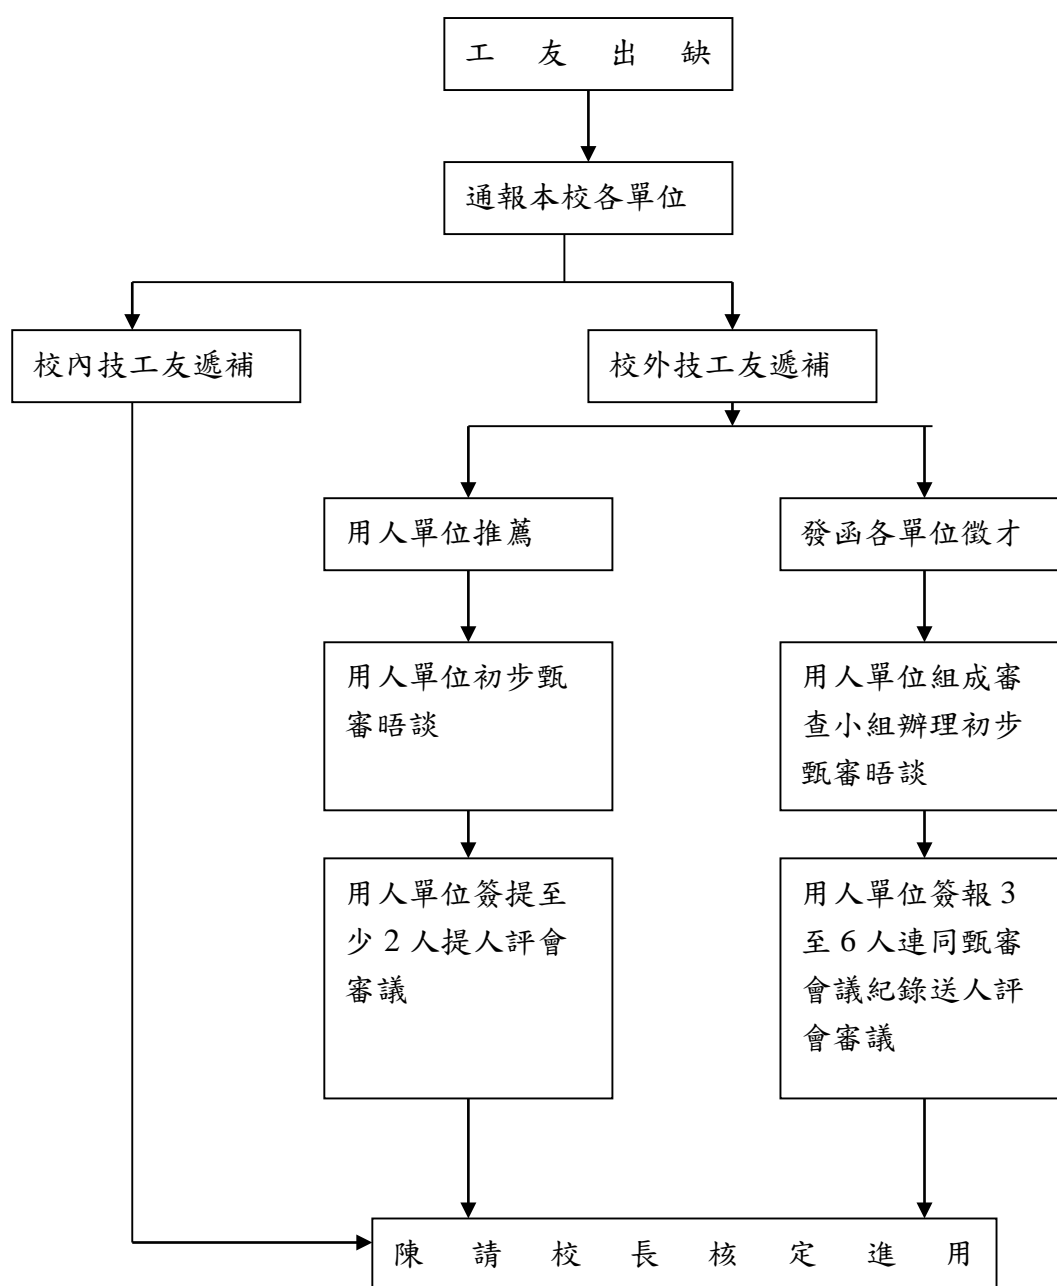 工友出缺
通報本校各單位
校內技工友遞補
校外技工友遞補
用人單位推薦
發函各單位徵才
用人單位初步甄
審晤談
用人單位組成審
查小組辦理初步
甄審晤談
用人單位簽提至
少 2 人提人評會
審議
用人單位簽報 3
至 6 人連同甄審
會議紀錄送人評
會審議
陳請校長核定進用